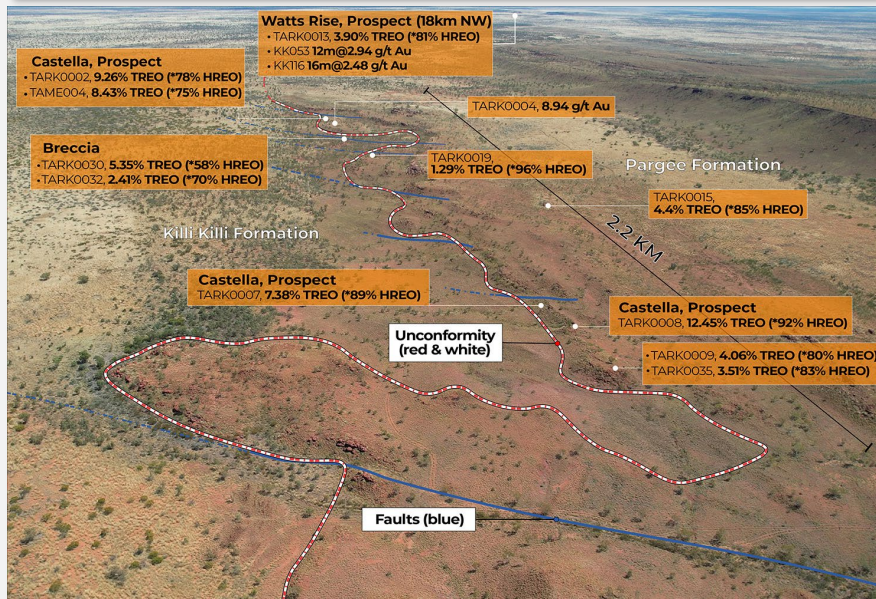 Watts Rise, Prospect (18km NW)
• TARK0013, 3.90% TREO (*81% HREO)
• KK053 12m@2.94 g/t Au
• KK116 16m@2.48 g/t Au
Castella, Prospect
• TARK0002, 9.26% TREO (*78% HREO)
• TAME004, 8.43% TREO (*75% HREO)
TARK0004, 8.94 g/t Au
Breccia
• TARK0030, 5.35% TREO (*58% HREO)
• TARK0032, 2.41% TREO (*70% HREO)
TARK0019,
1.29% TREO (*96% HREO)
Pargee Formation
TARK0015,
4.4% TREO (*85% HREO)
Killi Killi Formation
2.2 KM
Castella, Prospect
TARK0007, 7.38% TREO (*89% HREO)
Castella, Prospect
TARK0008, 12.45% TREO (*92% HREO)
Unconformity
(red & white)
• TARK0009, 4.06% TREO (*80% HREO)
• TARK0035, 3.51% TREO (*83% HREO)
Faults (blue)